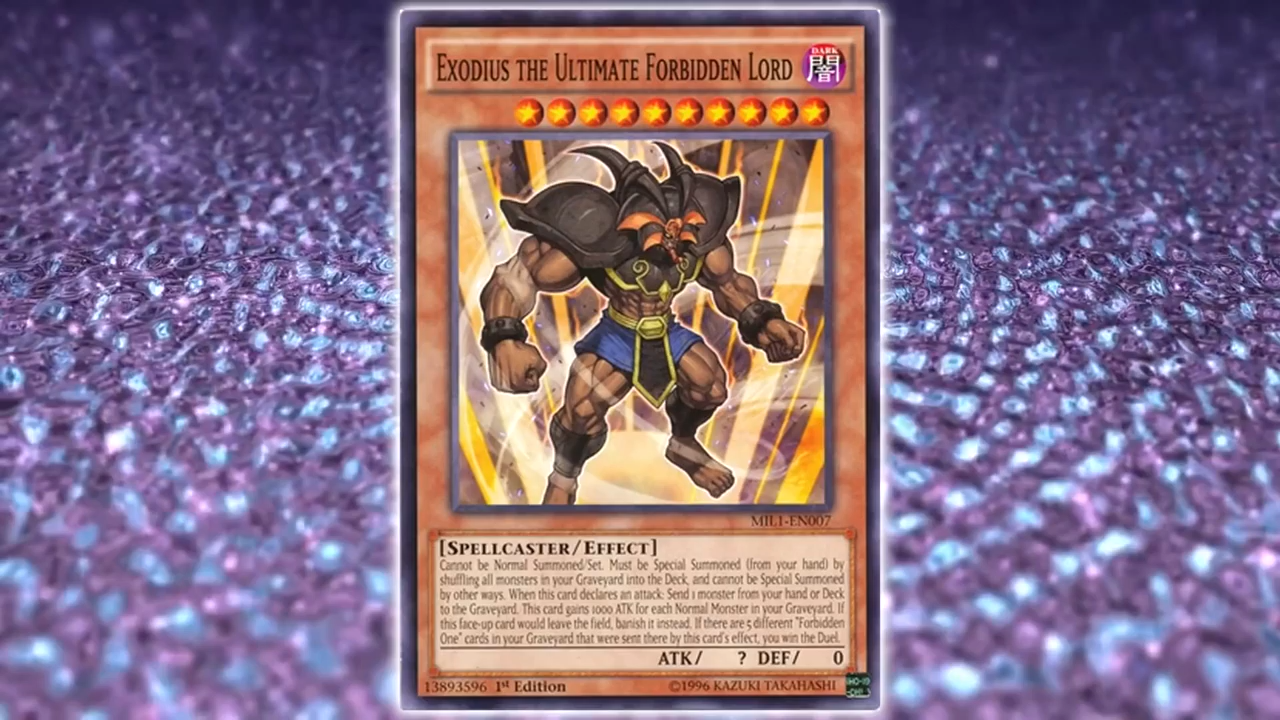 Exodius the Ultimate Forbidden Lord
DARK
闇
MIL1-EN007
[Spellcaster/Effect]
Cannot be Normal Summoned/Set. Must be Special Summoned (from your hand) by
shuffling all monsters in your Graveyard into the Deck, and cannot be Special Summoned
by other ways. When this card declares an attack: Send 1 monster from your hand or Deck
to the Graveyard. This card gains 1000 ATK for each Normal Monster in your Graveyard. If
this face-up card would leave the field, banish it instead. If there are 5 different "Forbidden
One" cards in your Graveyard that were sent there by this card's effect, you win the Duel.
ATK/ ? DEF/ 0
13893596 1st Edition ©1996 KAZUKI TAKAHASHI